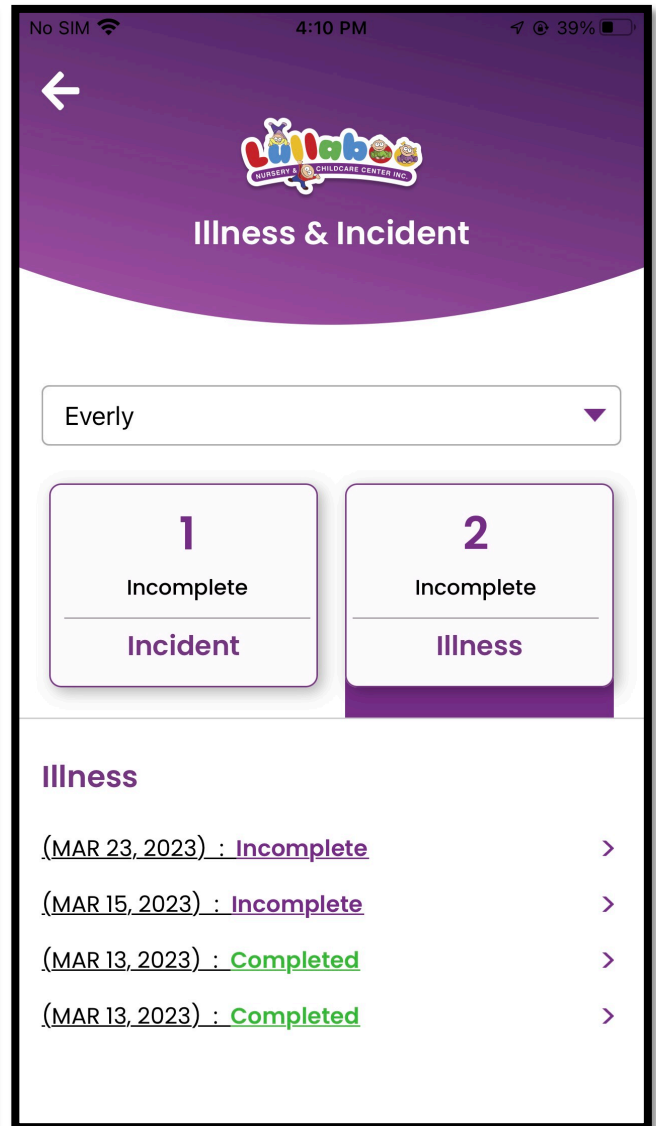 No SIM 4:10 PM 39%
Lullaboo
NURSERY & CHILDCARE CENTER INC.
Illness & Incident
Everly
1
Incomplete
Incident
2
Incomplete
Illness
Illness
(MAR 23, 2023) : Incomplete >
(MAR 15, 2023) : Incomplete >
(MAR 13, 2023) : Completed >
(MAR 13, 2023) : Completed >